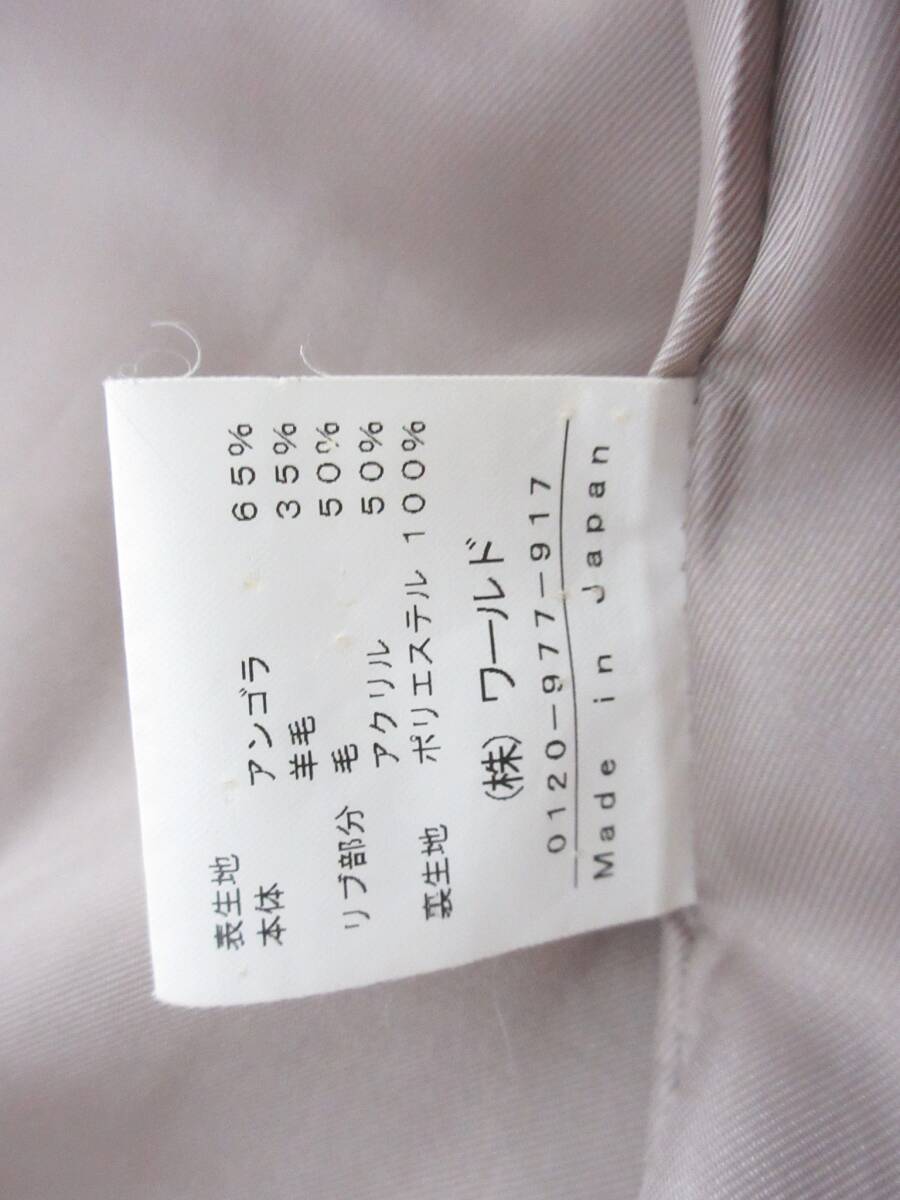 表生地
本体 アンゴラ 65%
羊毛 35%
リブ部分 毛 50%
アクリル 50%
裏生地 ポリエステル 100%
(株) ワールド
0120-977-917
Made in Japan